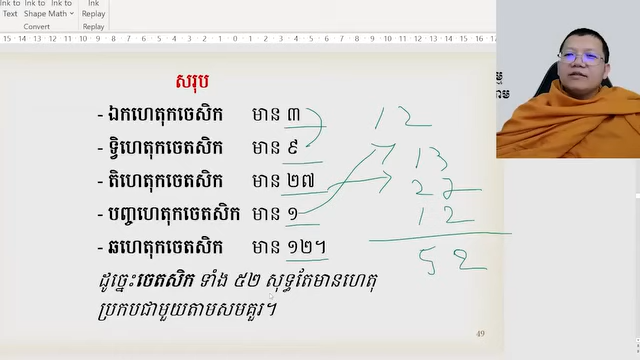 Ink to Text
Ink to Shape
Ink to Math
Ink Replay
Convert
Replay
សរុប
- ឯកហេតុកចេសិក មាន ៣
- ទ្វិហេតុកចេតសិក មាន ៩
- តិហេតុកចេតសិក មាន ២៧
- បញ្ចហេតុកចេតសិក មាន ១
- ឆហេតុកចេតសិក មាន ១២។
ដូច្នេះចេតសិក ទាំង ៥២ សុទ្ធតែមានហេតុ
ប្រកបជាមួយតាមសមគួរ។
12
13
27
12
52
49